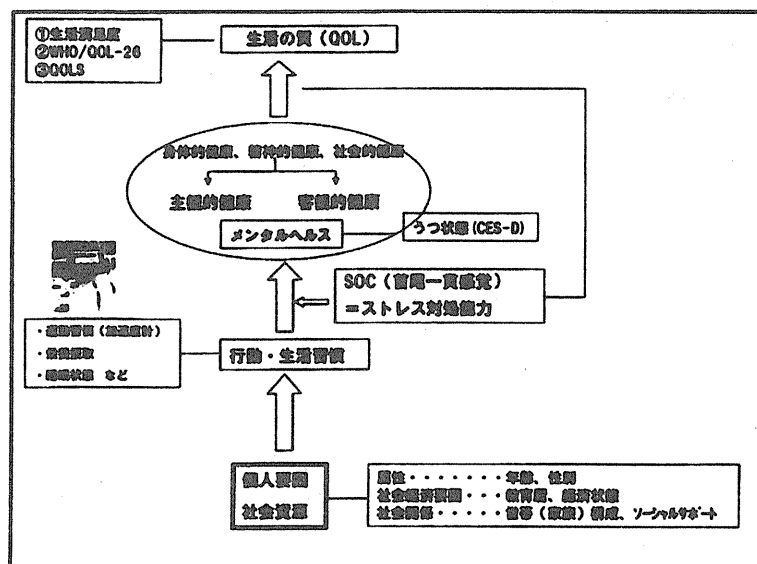 ①生活満足度
②WHO/QOL-26
③QOLS
生活の質（QOL）
身体的健康、精神的健康、社会的健康
主観的健康
客観的健康
メンタルヘルス
うつ状態(CES-D)
SOC（首尾一貫感覚）
＝ストレス対処能力
・運動習慣（加速度計）
・栄養摂取
・睡眠状態 など
行動・生活習慣
個人要因
社会資源
属性・・・・・・・年齢、性別
社会経済要因・・・教育歴、経済状態
社会関係・・・・・世帯（家族）構成、ソーシャルサポート